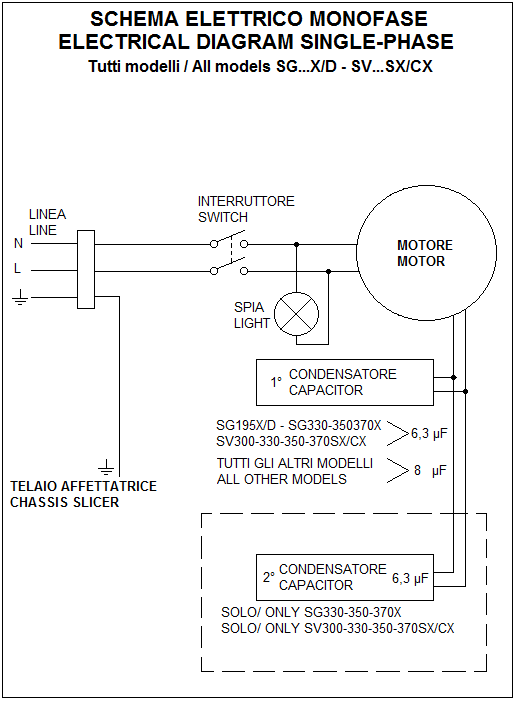 SCHEMA ELETTRICO MONOFASE
ELECTRICAL DIAGRAM SINGLE-PHASE
Tutti modelli / All models SG...X/D - SV...SX/CX
LINEA
LINE
N
L
INTERRUTTORE
SWITCH
MOTORE
MOTOR
SPIA
LIGHT
1° CONDENSATORE
CAPACITOR
SG195X/D - SG330-350370X
SV300-330-350-370SX/CX
6,3 µF
TUTTI GLI ALTRI MODELLI
ALL OTHER MODELS
8 µF
TELAIO AFFETTATRICE
CHASSIS SLICER
2° CONDENSATORE
CAPACITOR
6,3 µF
SOLO/ ONLY SG330-350-370X
SOLO/ ONLY SV300-330-350-370SX/CX